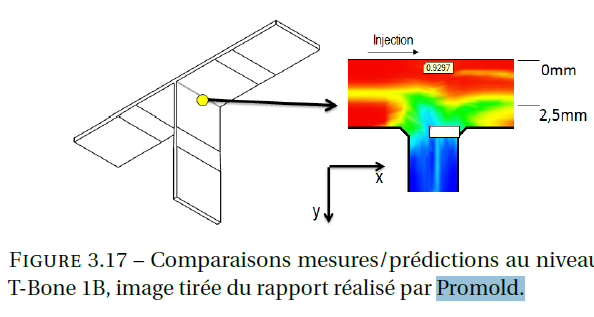 Injection
0.9297
0mm
2,5mm
x
y
FIGURE 3.17 – Comparaisons mesures/prédictions au niveau
T-Bone 1B, image tirée du rapport réalisé par Promold.